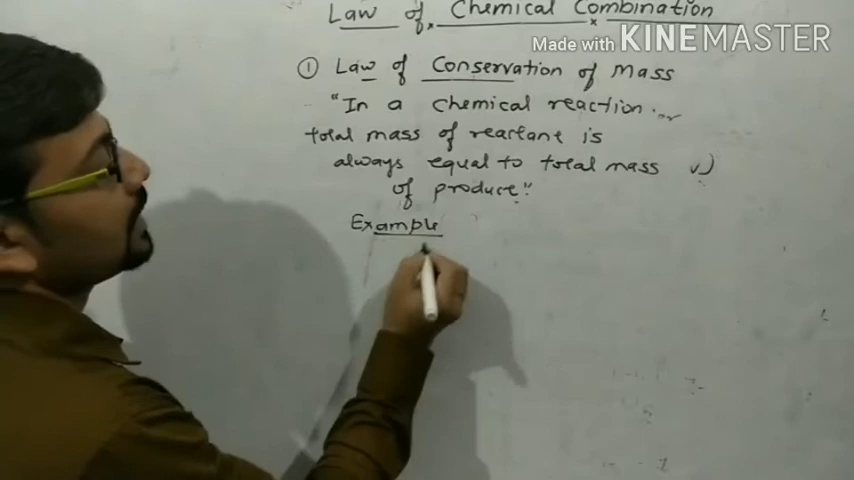 Law of Chemical Combination
Made with KINEMASTER
① Law of Conservation of Mass
"In a chemical reaction
total mass of reactant is
always equal to total mass
of produce"
Example